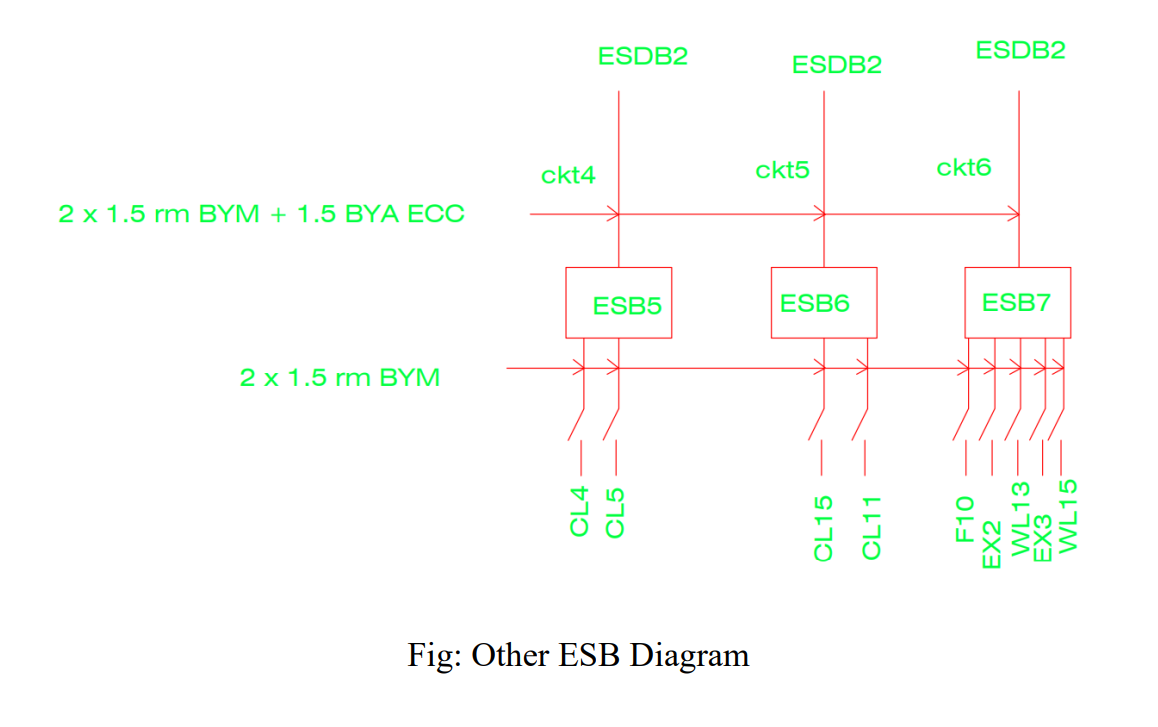 ESDB2
ESDB2
ESDB2
ckt4
ckt5
ckt6
2 x 1.5 rm BYM + 1.5 BYA ECC
ESB5
ESB6
ESB7
2 x 1.5 rm BYM
CL4
CL5
CL15
CL11
F10
EX2
WL13
EX3
WL15
Fig: Other ESB Diagram